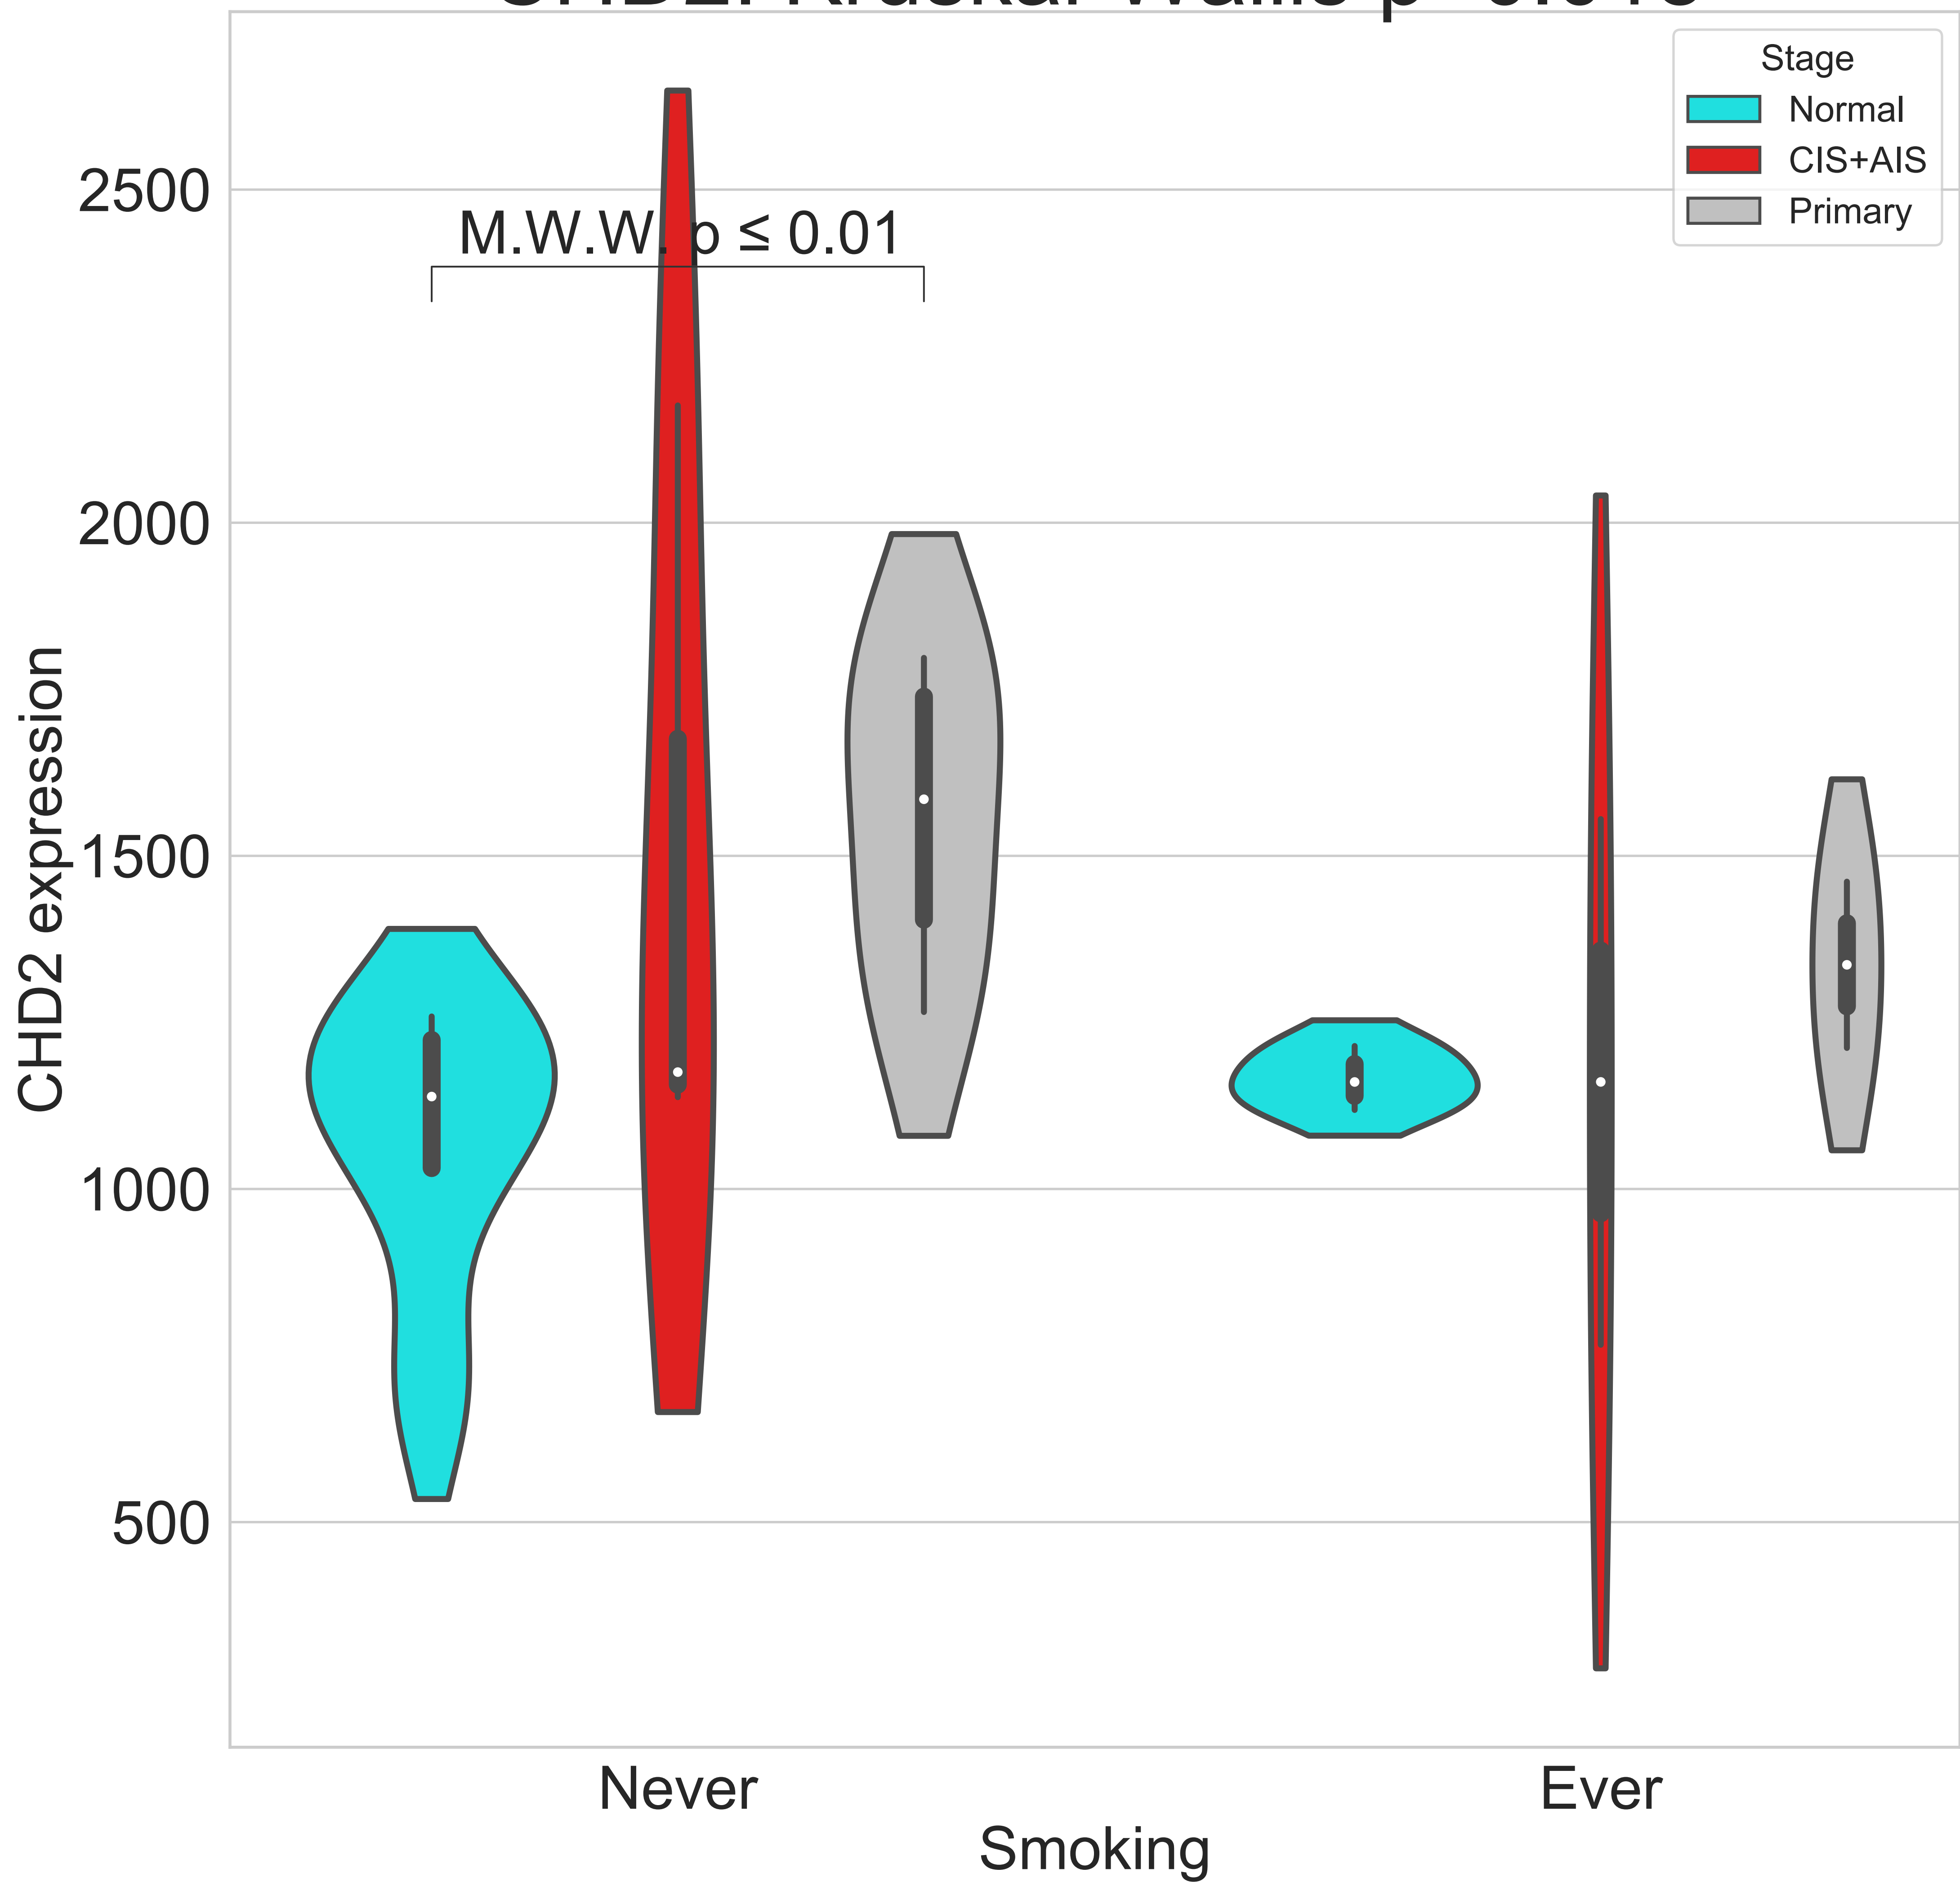 Stage
Normal
CIS+AIS
Primary
M.W.W. p ≤ 0.01
2500
2000
1500
1000
500
CHD2 expression
Never
Ever
Smoking